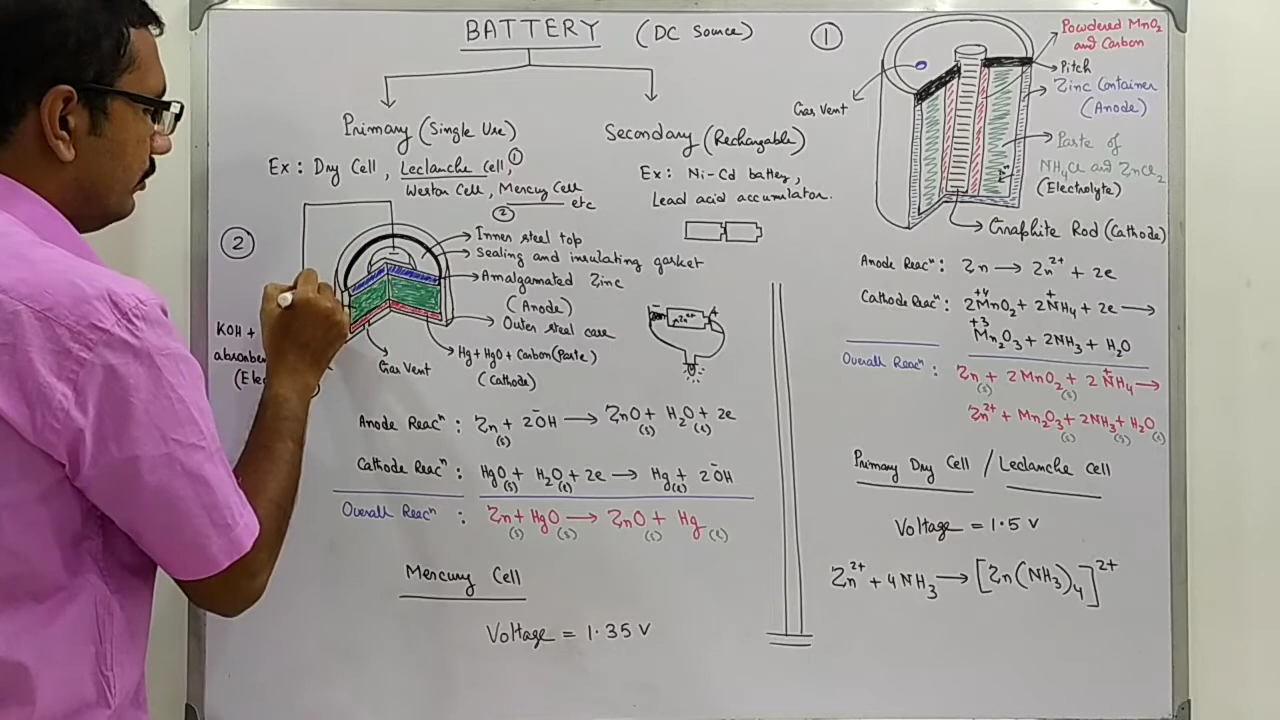 BATTERY (DC Source)
Primary (Single Use)
Ex: Dry Cell, Leclanche cell, ①
Weston Cell, Mercury Cell
② etc
Secondary (Rechargable)
Ex: Ni-Cd battery,
Lead acid accumulator.
②
Inner steel top
Sealing and insulating gasket
Amalgamated Zinc
(Anode)
Outer steel case
Hg + HgO + Carbon (Paste)
(Cathode)
Gas Vent
KOH +
Anode Reacⁿ : Zn(s) + 2O̅H ⟶ ZnO(s) + H₂O(ℓ) + 2e
Cathode Reacⁿ : HgO(s) + H₂O(ℓ) + 2e ⟶ Hg(ℓ) + 2O̅H
Overall Reacⁿ : Zn(s) + HgO(s) ⟶ ZnO(s) + Hg(ℓ)
Mercury Cell
Voltage = 1.35 V
①
Powdered MnO₂
and Carbon
Pitch
Zinc Container
(Anode)
Gas Vent
Paste of
NH₄Cl and ZnCl₂
(Electrolyte)
Graphite Rod (Cathode)
Anode Reacⁿ : Zn ⟶ Zn²⁺ + 2e
+4 +
Cathode Reacⁿ : 2MnO₂ + 2NH₄ + 2e ⟶
+3
Mn₂O₃ + 2NH₃ + H₂O
Overall Reacⁿ : Zn(s) + 2MnO₂(s) + 2N⁺H₄ ⟶
Zn²⁺ + Mn₂O₃(s) + 2NH₃(g) + H₂O(ℓ)
Primary Dry Cell / Leclanche cell
Voltage = 1.5 V
Zn²⁺ + 4NH₃ ⟶ [Zn(NH₃)₄]²⁺